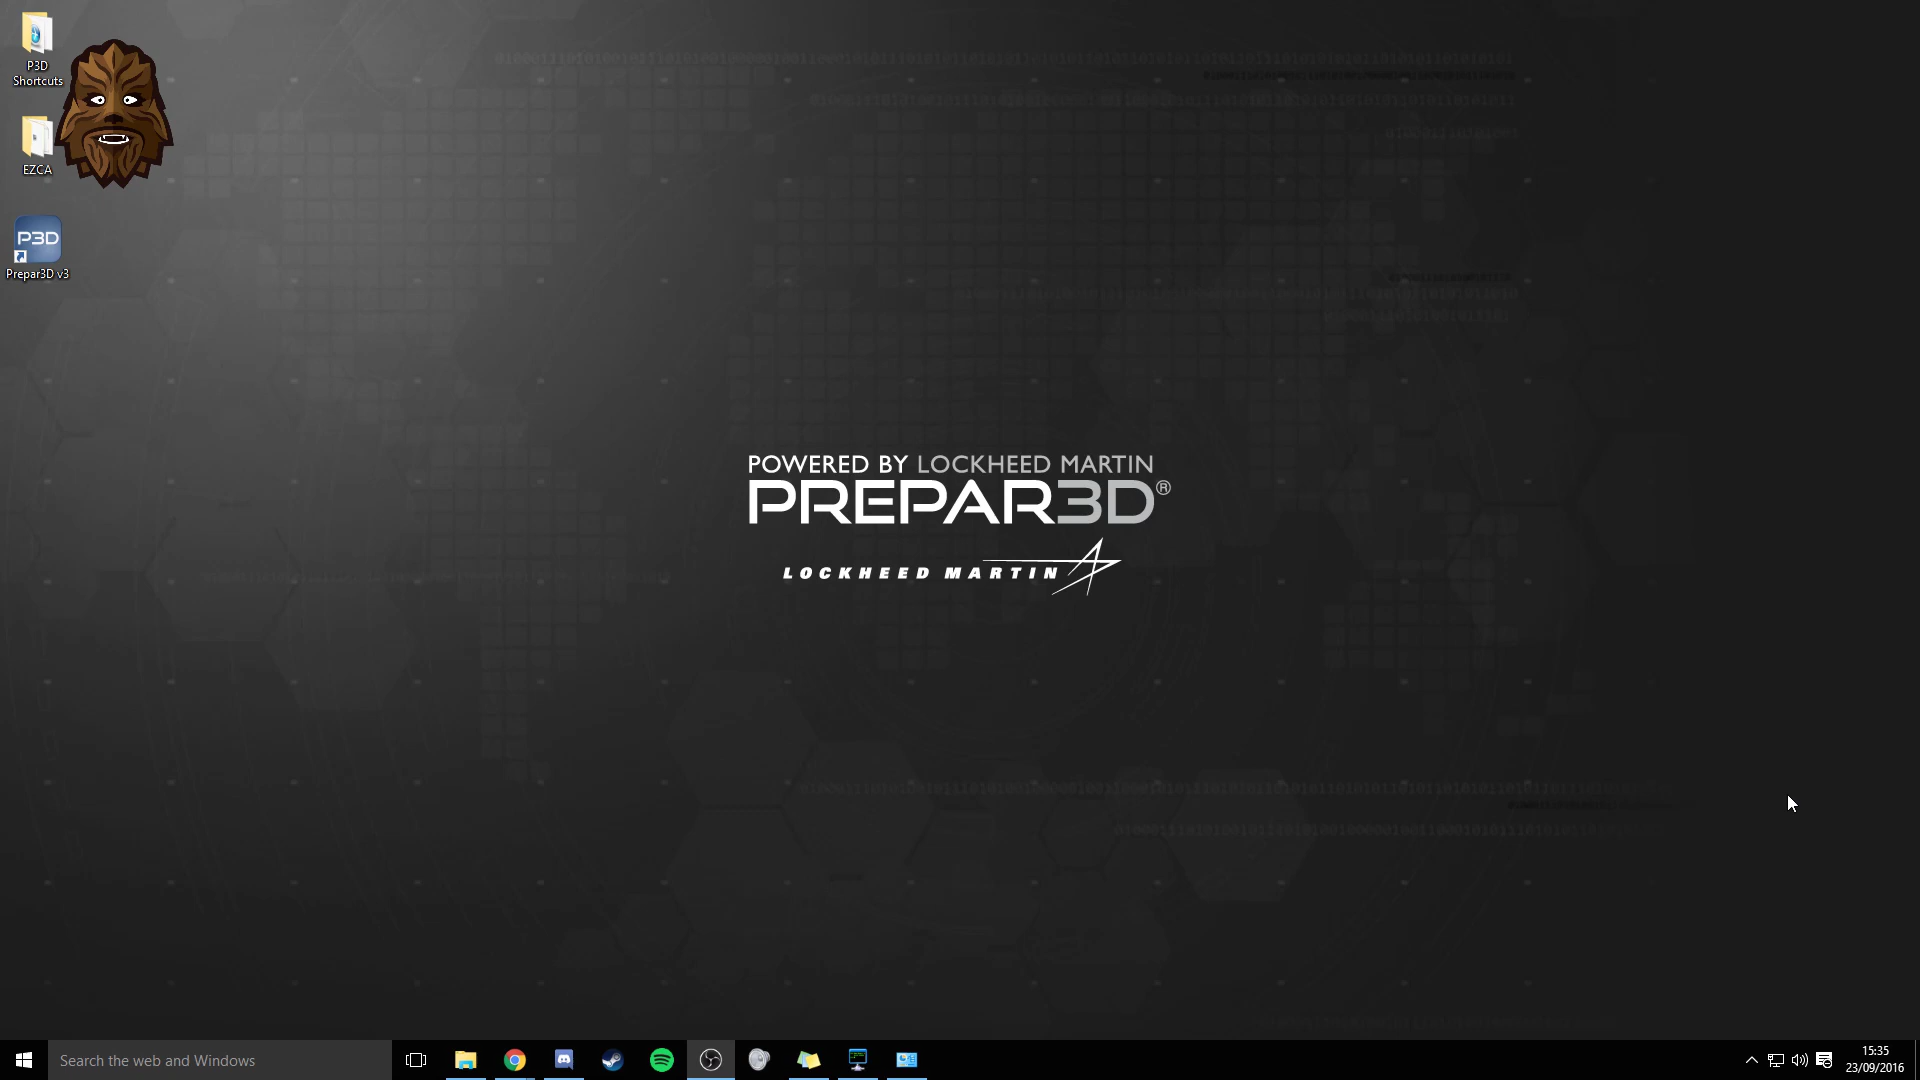 P3D
Shortcuts
EZCA
P3D
Prepar3D v3
POWERED BY LOCKHEED MARTIN
PREPAR3D®
LOCKHEED MARTIN
Search the web and Windows
15:35
23/09/2016